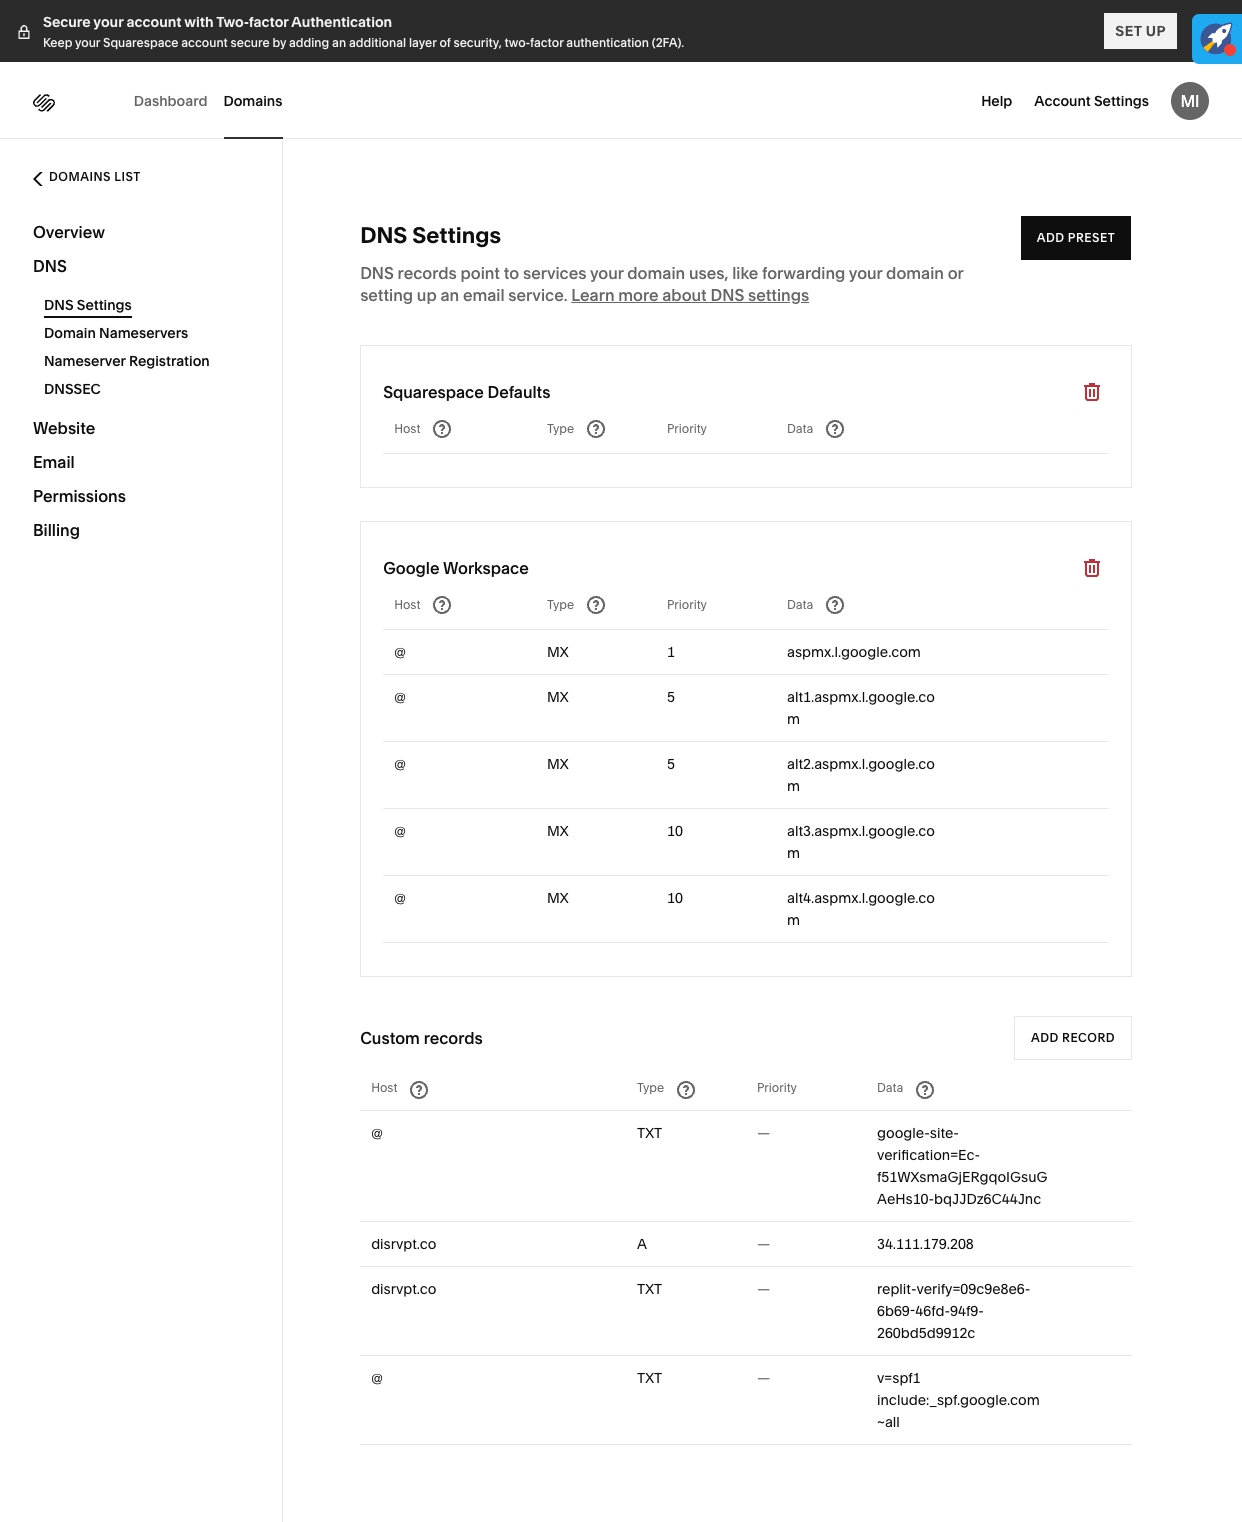 Secure your account with Two-factor Authentication
Keep your Squarespace account secure by adding an additional layer of security, two-factor authentication (2FA).
SET UP
Dashboard
Domains
Help
Account Settings
MI
DOMAINS LIST
Overview
DNS
DNS Settings
Domain Nameservers
Nameserver Registration
DNSSEC
Website
Email
Permissions
Billing
DNS Settings
ADD PRESET
DNS records point to services your domain uses, like forwarding your domain or
setting up an email service. Learn more about DNS settings
Squarespace Defaults
Host ? Type ? Priority Data ?
Google Workspace
Host ? Type ? Priority Data ?
@ MX 1 aspmx.l.google.com
@ MX 5 alt1.aspmx.l.google.co
m
@ MX 5 alt2.aspmx.l.google.co
m
@ MX 10 alt3.aspmx.l.google.co
m
@ MX 10 alt4.aspmx.l.google.co
m
Custom records
ADD RECORD
Host ? Type ? Priority Data ?
@ TXT — google-site-
verification=Ec-
f51WXsmaGjERgqoIGsuG
AeHs10-bqJJDz6C44Jnc
disrvpt.co A — 34.111.179.208
disrvpt.co TXT — replit-verify=09c9e8e6-
6b69-46fd-94f9-
260bd5d9912c
@ TXT — v=spf1
include:_spf.google.com
~all